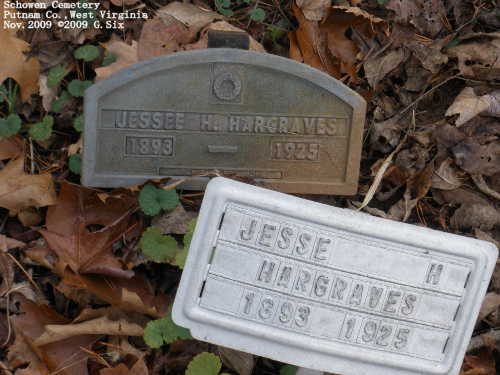 Schowen Cemetery
Putnam Co., West Virginia
Nov. 2009 ©2009 G.Six
JESSEE H. HARGRAVES
1893 1925
JESSE H
HARGRAVES
1893 1925